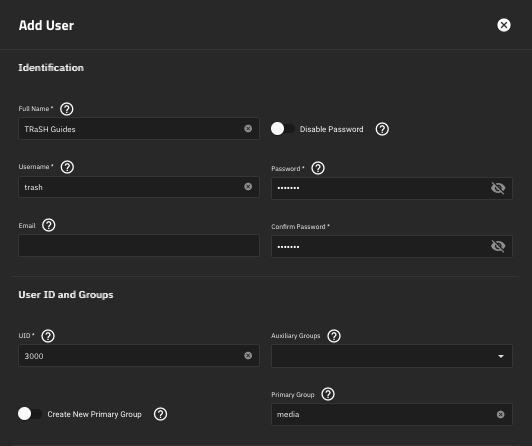 Add User
Identification
Full Name *
TRaSH Guides
Disable Password
Username *
trash
Password *
•••••••
Email
Confirm Password *
•••••••
User ID and Groups
UID *
3000
Auxiliary Groups
Create New Primary Group
Primary Group
media